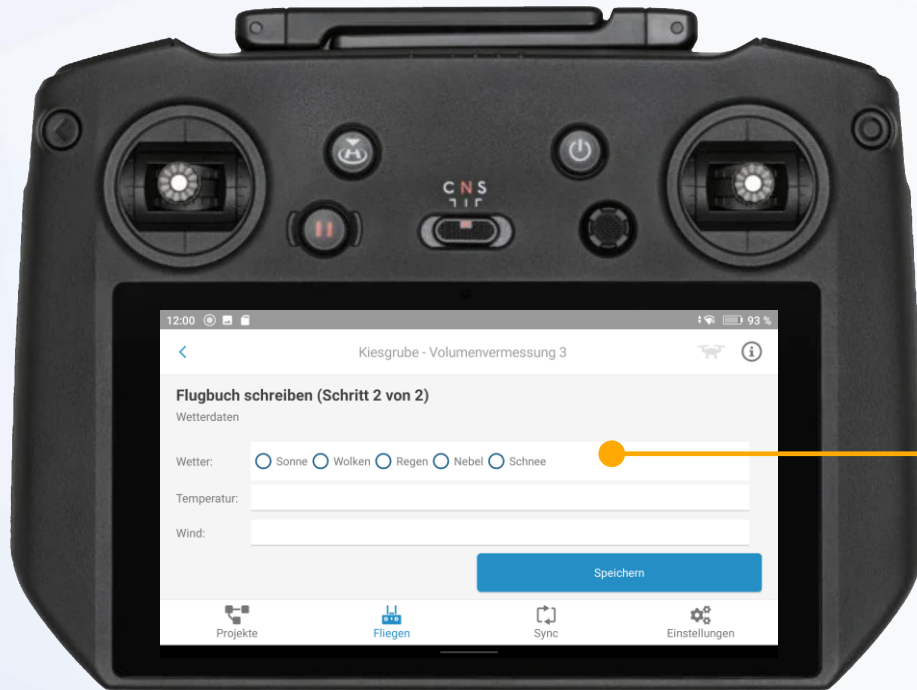 C N S
12:00 93 %
Kiesgrube - Volumenvermessung 3
Flugbuch schreiben (Schritt 2 von 2)
Wetterdaten
Wetter: Sonne Wolken Regen Nebel Schnee
Temperatur:
Wind:
Speichern
Projekte Fliegen Sync Einstellungen